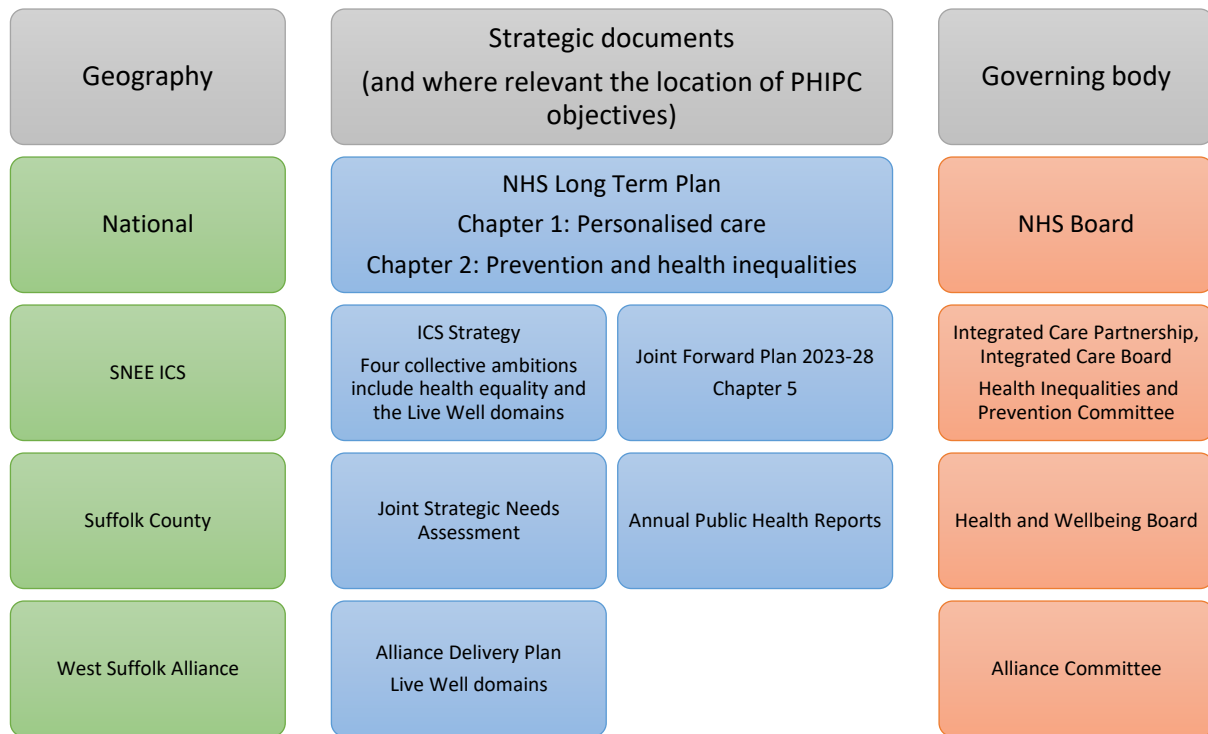 Geography
Strategic documents
(and where relevant the location of PHIPC
objectives)
Governing body
National
NHS Long Term Plan
Chapter 1: Personalised care
Chapter 2: Prevention and health inequalities
NHS Board
SNEE ICS
ICS Strategy
Four collective ambitions
include health equality and
the Live Well domains
Joint Forward Plan 2023-28
Chapter 5
Integrated Care Partnership,
Integrated Care Board
Health Inequalities and
Prevention Committee
Suffolk County
Joint Strategic Needs
Assessment
Annual Public Health Reports
Health and Wellbeing Board
West Suffolk Alliance
Alliance Delivery Plan
Live Well domains
Alliance Committee